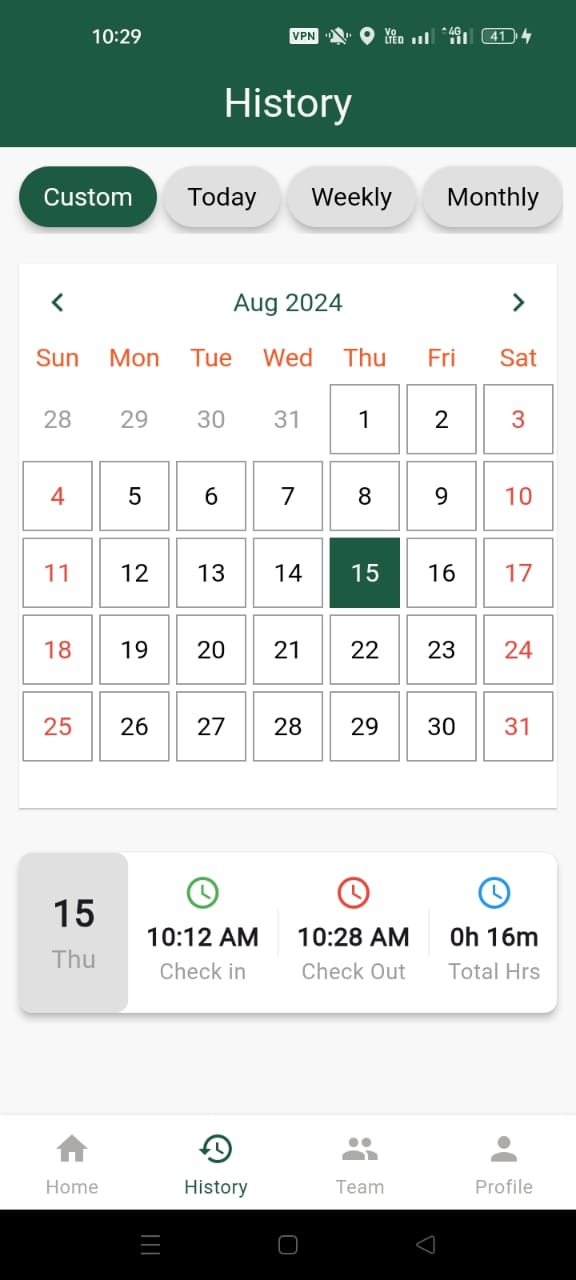 10:29 VPN Vo LTED 4G 41
History
Custom Today Weekly Monthly
Aug 2024
Sun Mon Tue Wed Thu Fri Sat
28 29 30 31 1 2 3
4 5 6 7 8 9 10
11 12 13 14 15 16 17
18 19 20 21 22 23 24
25 26 27 28 29 30 31
15 10:12 AM 10:28 AM 0h 16m
Thu Check in Check Out Total Hrs
Home History Team Profile